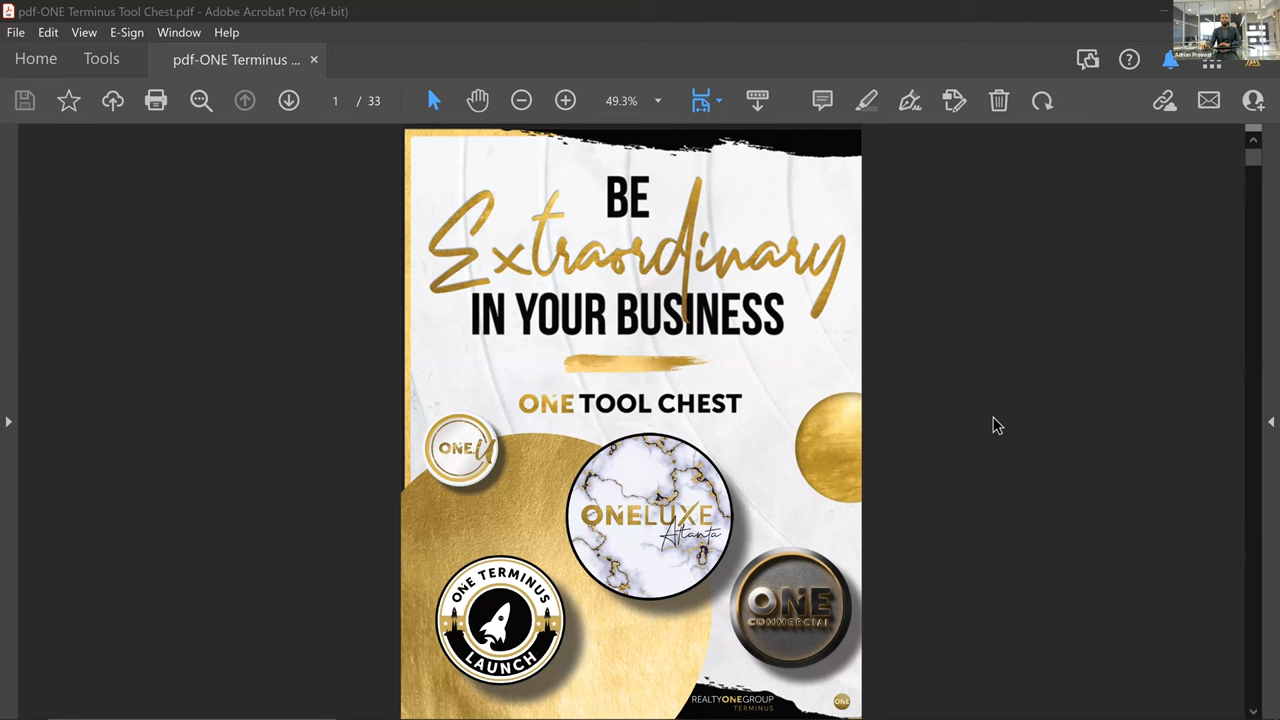 pdf-ONE Terminus Tool Chest.pdf - Adobe Acrobat Pro (64-bit)
File Edit View E-Sign Window Help
Home Tools pdf-ONE Terminus ... ×
1 / 33 49.3%
BE
Extraordinary
IN YOUR BUSINESS
ONE TOOL CHEST
ONE.U
ONELUXE
Atlanta
ONE TERMINUS
LAUNCH
ONE
COMMERCIAL
REALTYONEGROUP
TERMINUS
ONE
Adrian Provost